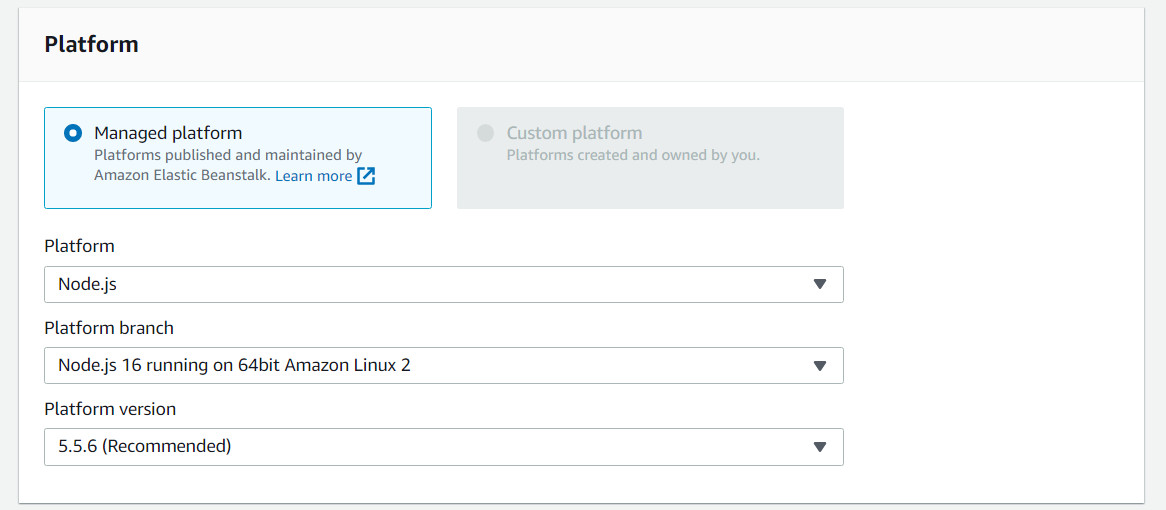 Platform
Managed platform
Platforms published and maintained by
Amazon Elastic Beanstalk. Learn more
Custom platform
Platforms created and owned by you.
Platform
Node.js
Platform branch
Node.js 16 running on 64bit Amazon Linux 2
Platform version
5.5.6 (Recommended)